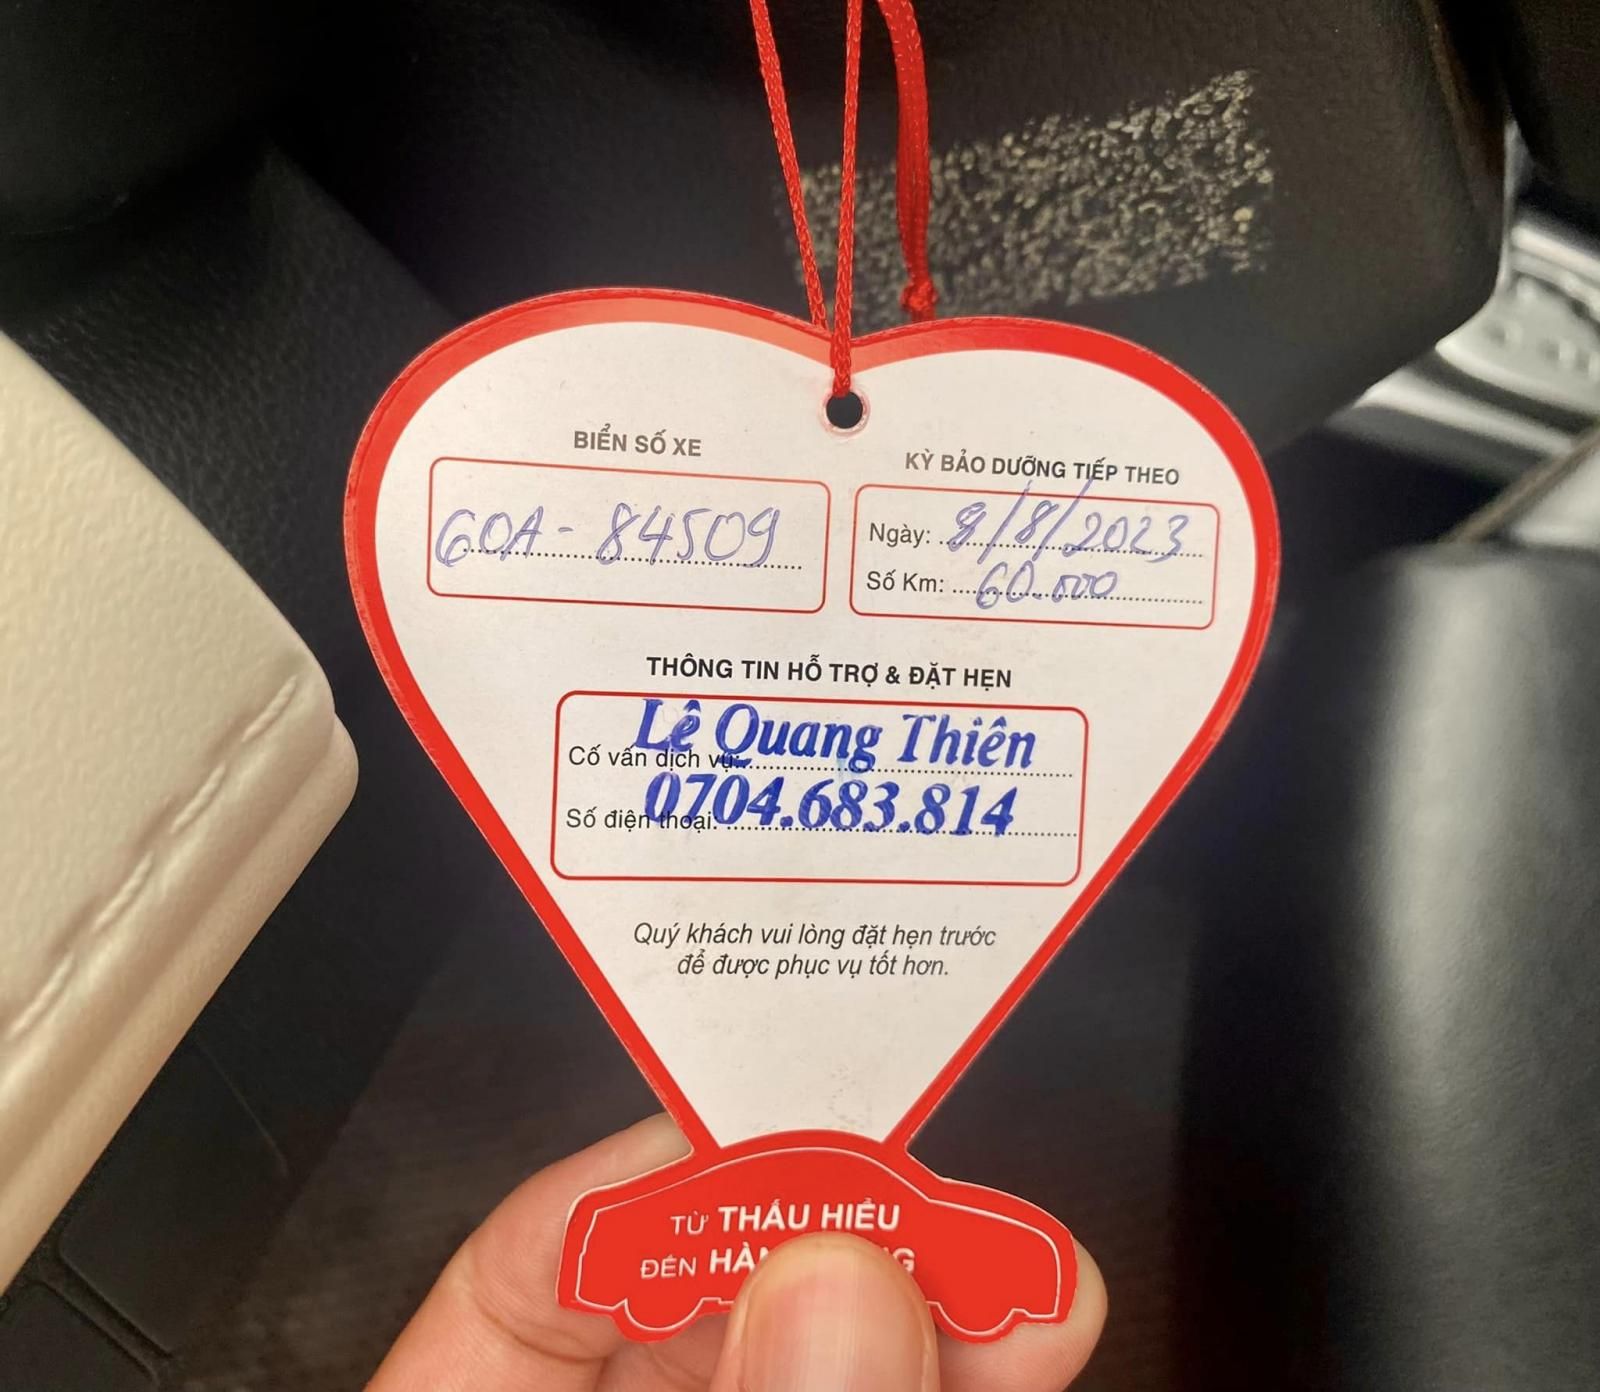 BIỂN SỐ XE
60A - 84509
KỲ BẢO DƯỠNG TIẾP THEO
Ngày: 8/8/2023
Số Km: 60.000
THÔNG TIN HỖ TRỢ & ĐẶT HẸN
Cố vấn dịch vụ: Lê Quang Thiên
Số điện thoại: 0704.683.814
Quý khách vui lòng đặt hẹn trước
để được phục vụ tốt hơn.
TỪ THẤU HIỂU
ĐẾN